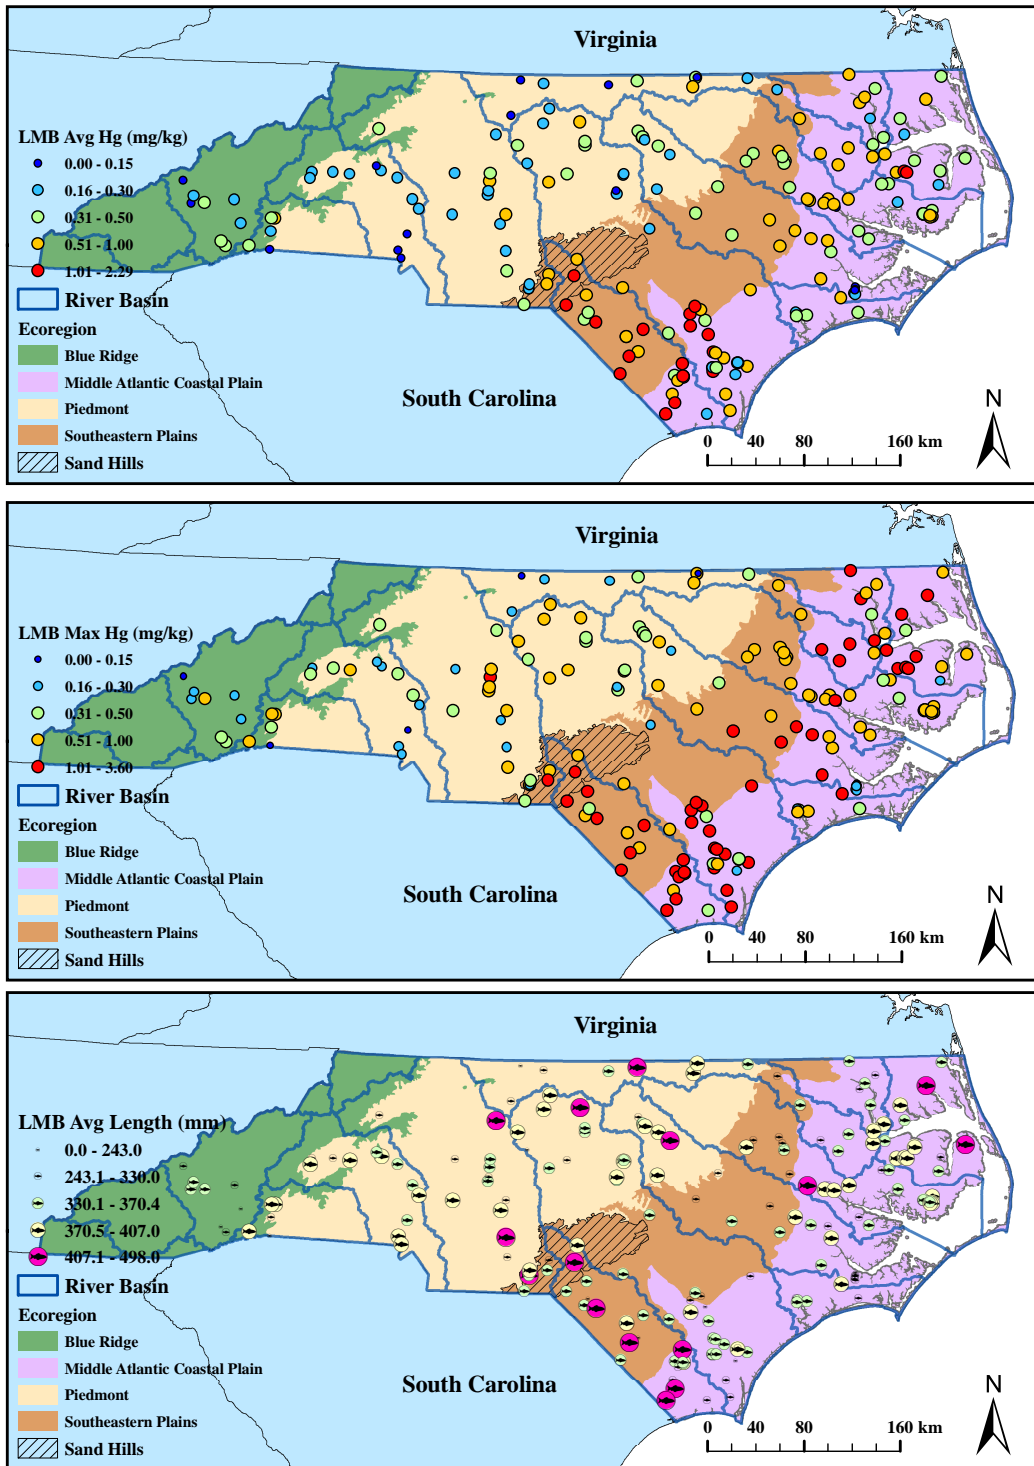 Virginia
LMB Avg Hg (mg/kg)
0.00 - 0.15
0.16 - 0.30
0.31 - 0.50
0.51 - 1.00
1.01 - 2.29
River Basin
Ecoregion
Blue Ridge
Middle Atlantic Coastal Plain
Piedmont
Southeastern Plains
Sand Hills
South Carolina
N
0 40 80 160 km
Virginia
LMB Max Hg (mg/kg)
0.00 - 0.15
0.16 - 0.30
0.31 - 0.50
0.51 - 1.00
1.01 - 3.60
River Basin
Ecoregion
Blue Ridge
Middle Atlantic Coastal Plain
Piedmont
Southeastern Plains
Sand Hills
South Carolina
N
0 40 80 160 km
Virginia
LMB Avg Length (mm)
0.0 - 243.0
243.1 - 330.0
330.1 - 370.4
370.5 - 407.0
407.1 - 498.0
River Basin
Ecoregion
Blue Ridge
Middle Atlantic Coastal Plain
Piedmont
Southeastern Plains
Sand Hills
South Carolina
N
0 40 80 160 km